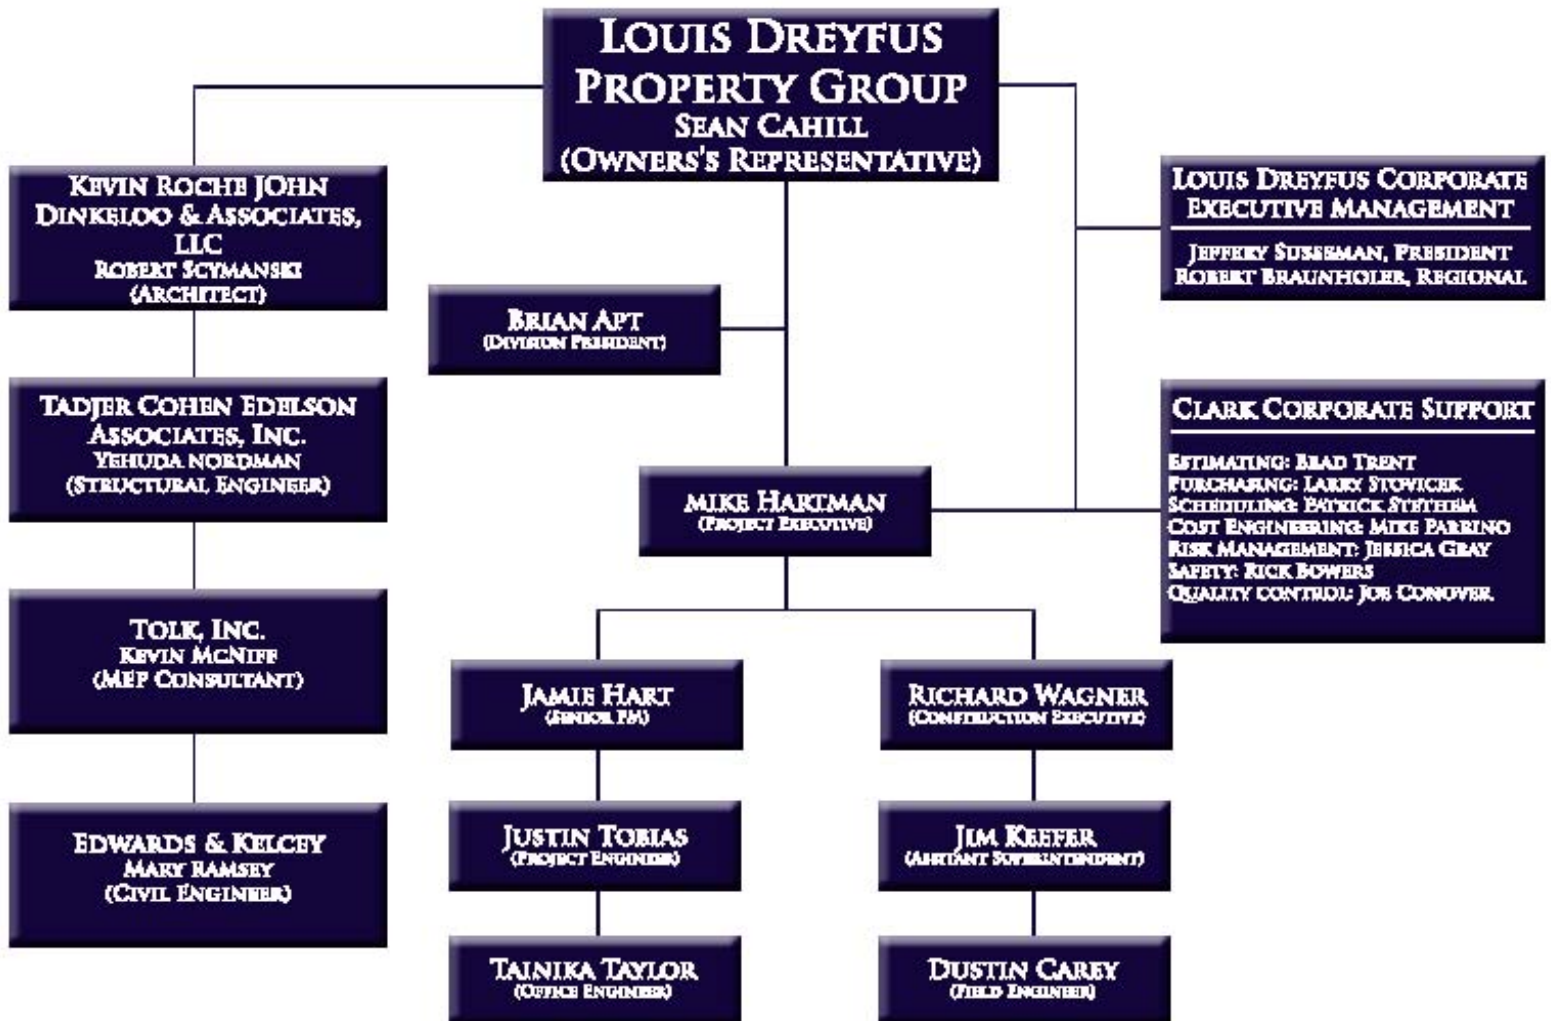 LOUIS DREYFUS
PROPERTY GROUP
SEAN CAHILL
(OWNERS'S REPRESENTATIVE)
KEVIN ROCHE JOHN
DINKELOO & ASSOCIATES,
LLC
ROBERT SCYMANSKI
(ARCHITECT)
LOUIS DREYFUS CORPORATE
EXECUTIVE MANAGEMENT
JEFFERY SUSSEMAN, PRESIDENT
ROBERT BRAUNHOLER, REGIONAL
BRIAN APT
(DIVISION PRESIDENT)
TADJER COHEN EDELSON
ASSOCIATES, INC.
YEHUDA NORDMAN
(STRUCTURAL ENGINEER)
CLARK CORPORATE SUPPORT
ESTIMATING: BRAD TRENT
PURCHASING: LARRY STOVICEK
SCHEDULING: PATRICK STETHEM
COST ENGINEERING: MIKE PARRINO
RISK MANAGEMENT: JESSICA GRAY
SAFETY: RICK BOWERS
QUALITY CONTROL: JOE CONOVER
MIKE HARTMAN
(PROJECT EXECUTIVE)
TOLK, INC.
KEVIN MCNIFF
(MEP CONSULTANT)
JAMIE HART
(SENIOR PM)
RICHARD WAGNER
(CONSTRUCTION EXECUTIVE)
EDWARDS & KELCEY
MARY RAMSEY
(CIVIL ENGINEER)
JUSTIN TOBIAS
(PROJECT ENGINEER)
JIM KEEFER
(ASSITANT SUPERINTENDENT)
TAINIKA TAYLOR
(OFFICE ENGINEER)
DUSTIN CAREY
(FIELD ENGINEER)